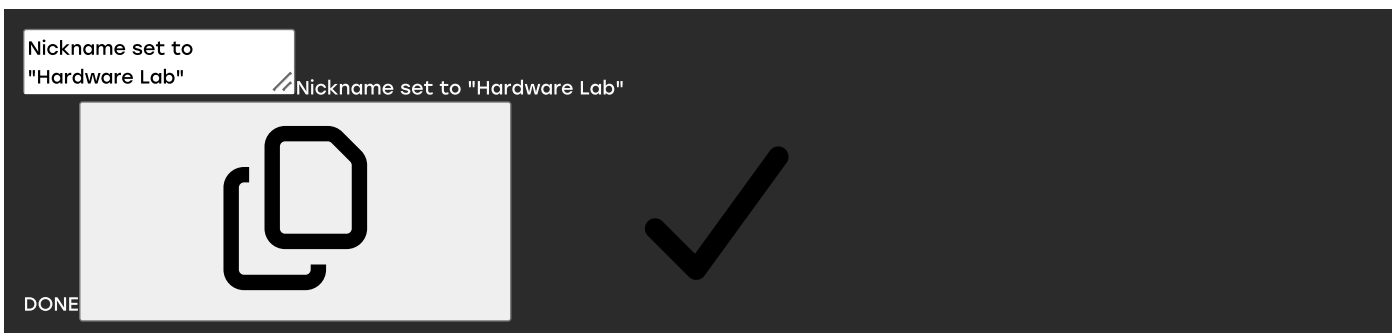 Nickname set to
"Hardware Lab"
Nickname set to "Hardware Lab"
DONE